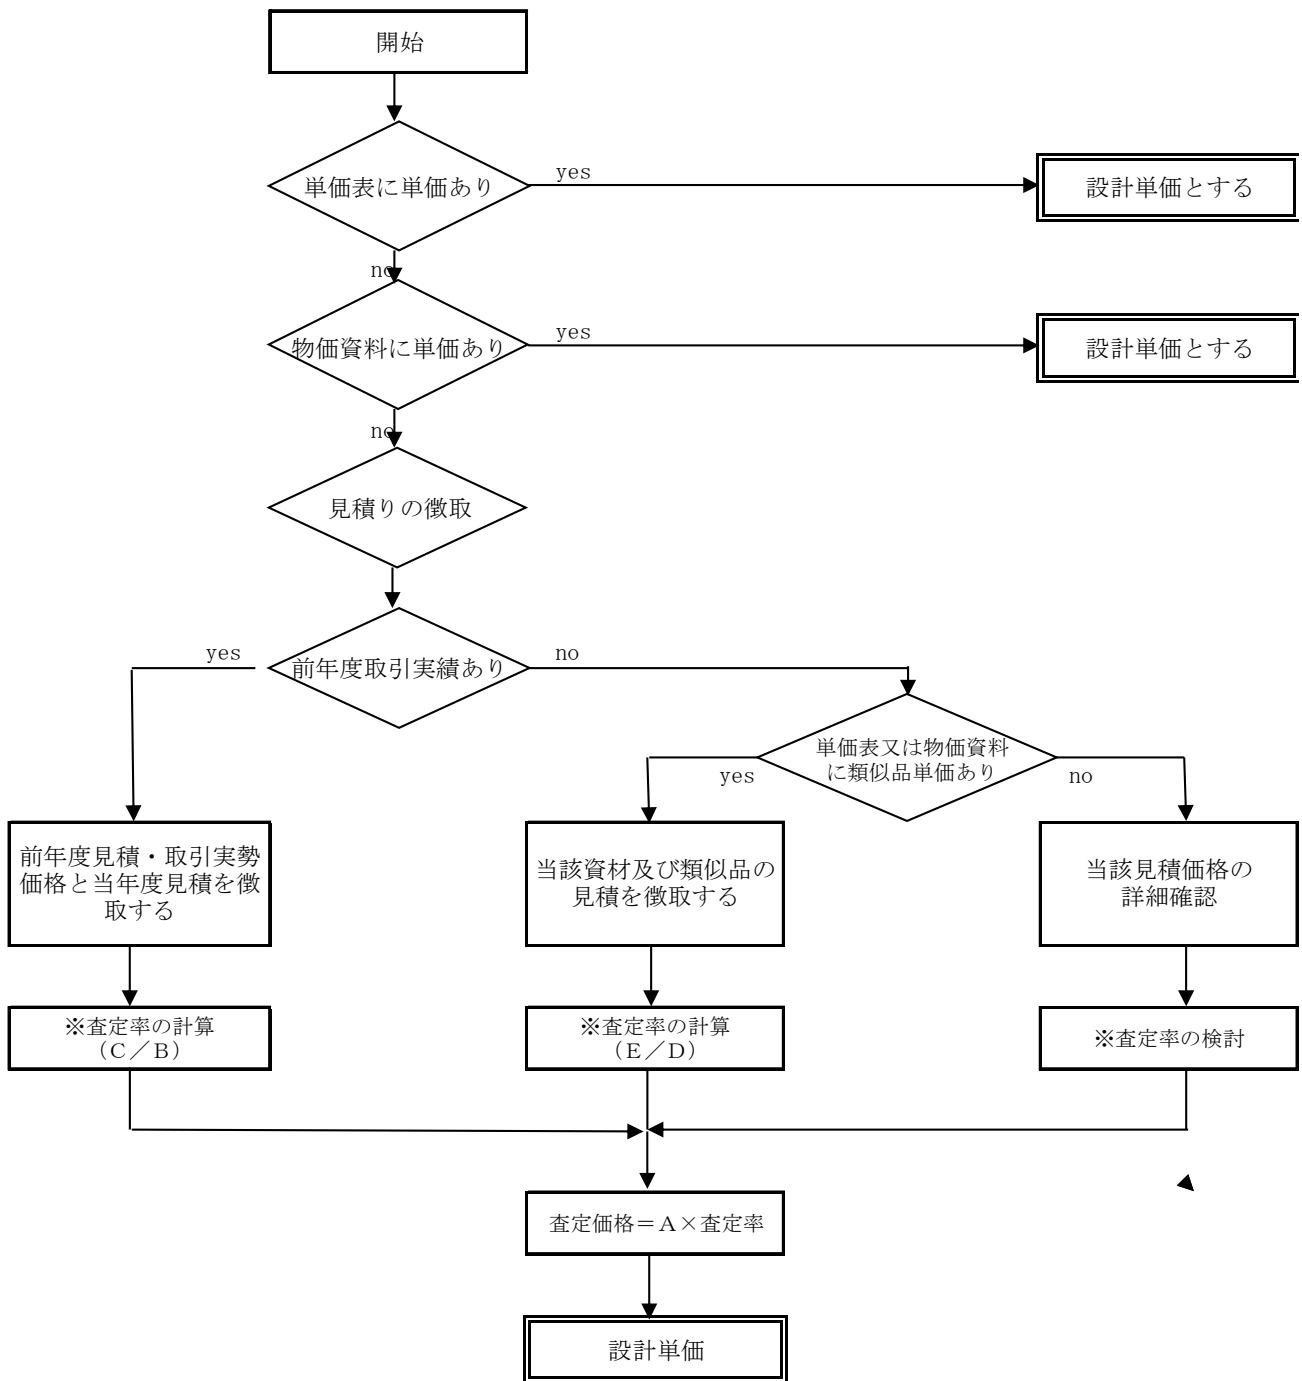 開始
単価表に単価あり
yes
設計単価とする
no
物価資料に単価あり
yes
設計単価とする
no
見積りの徴取
yes
前年度取引実績あり
no
単価表又は物価資料
に類似品単価あり
yes
no
前年度見積・取引実勢
価格と当年度見積を徴
取する
当該資材及び類似品の
見積を徴取する
当該見積価格の
詳細確認
※査定率の計算
（Ｃ／Ｂ）
※査定率の計算
（Ｅ／Ｄ）
※査定率の検討
査定価格＝Ａ×査定率
設計単価